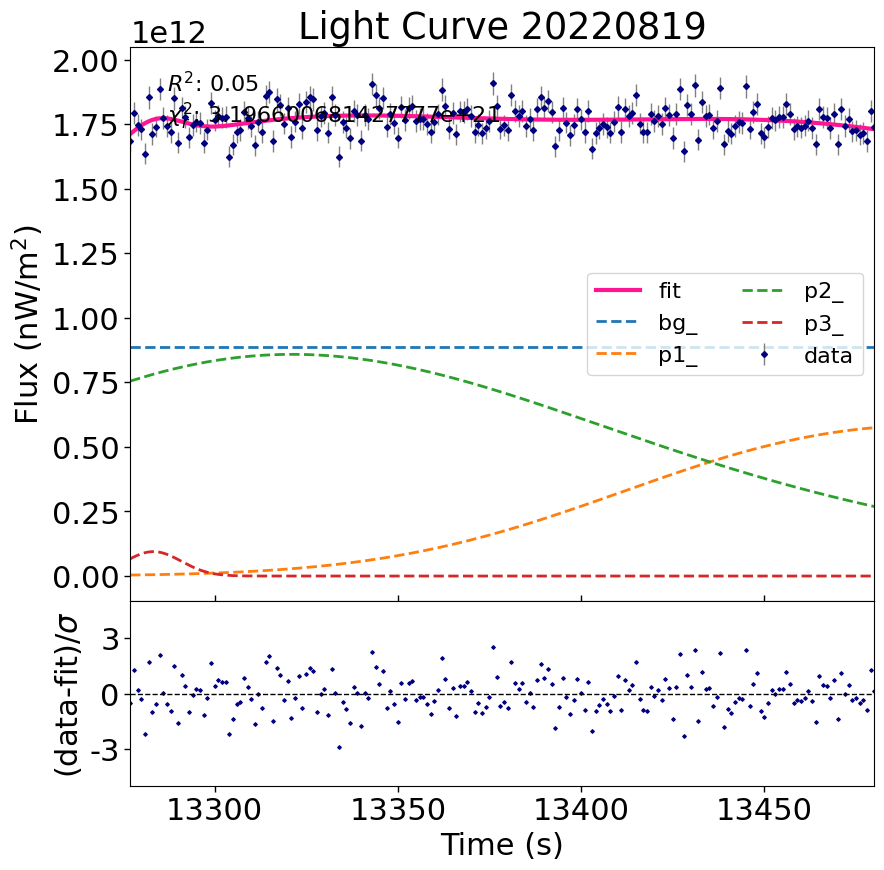 Light Curve 20220819
1e12
R²: 0.05
2.00
1.75
1.50
1.25
1.00
0.75
0.50
0.25
0.00
Flux (nW/m²)
fit
bg_
p1_
p2_
p3_
data
3
0
-3
(data-fit)/σ
13300
13350
13400
13450
Time (s)